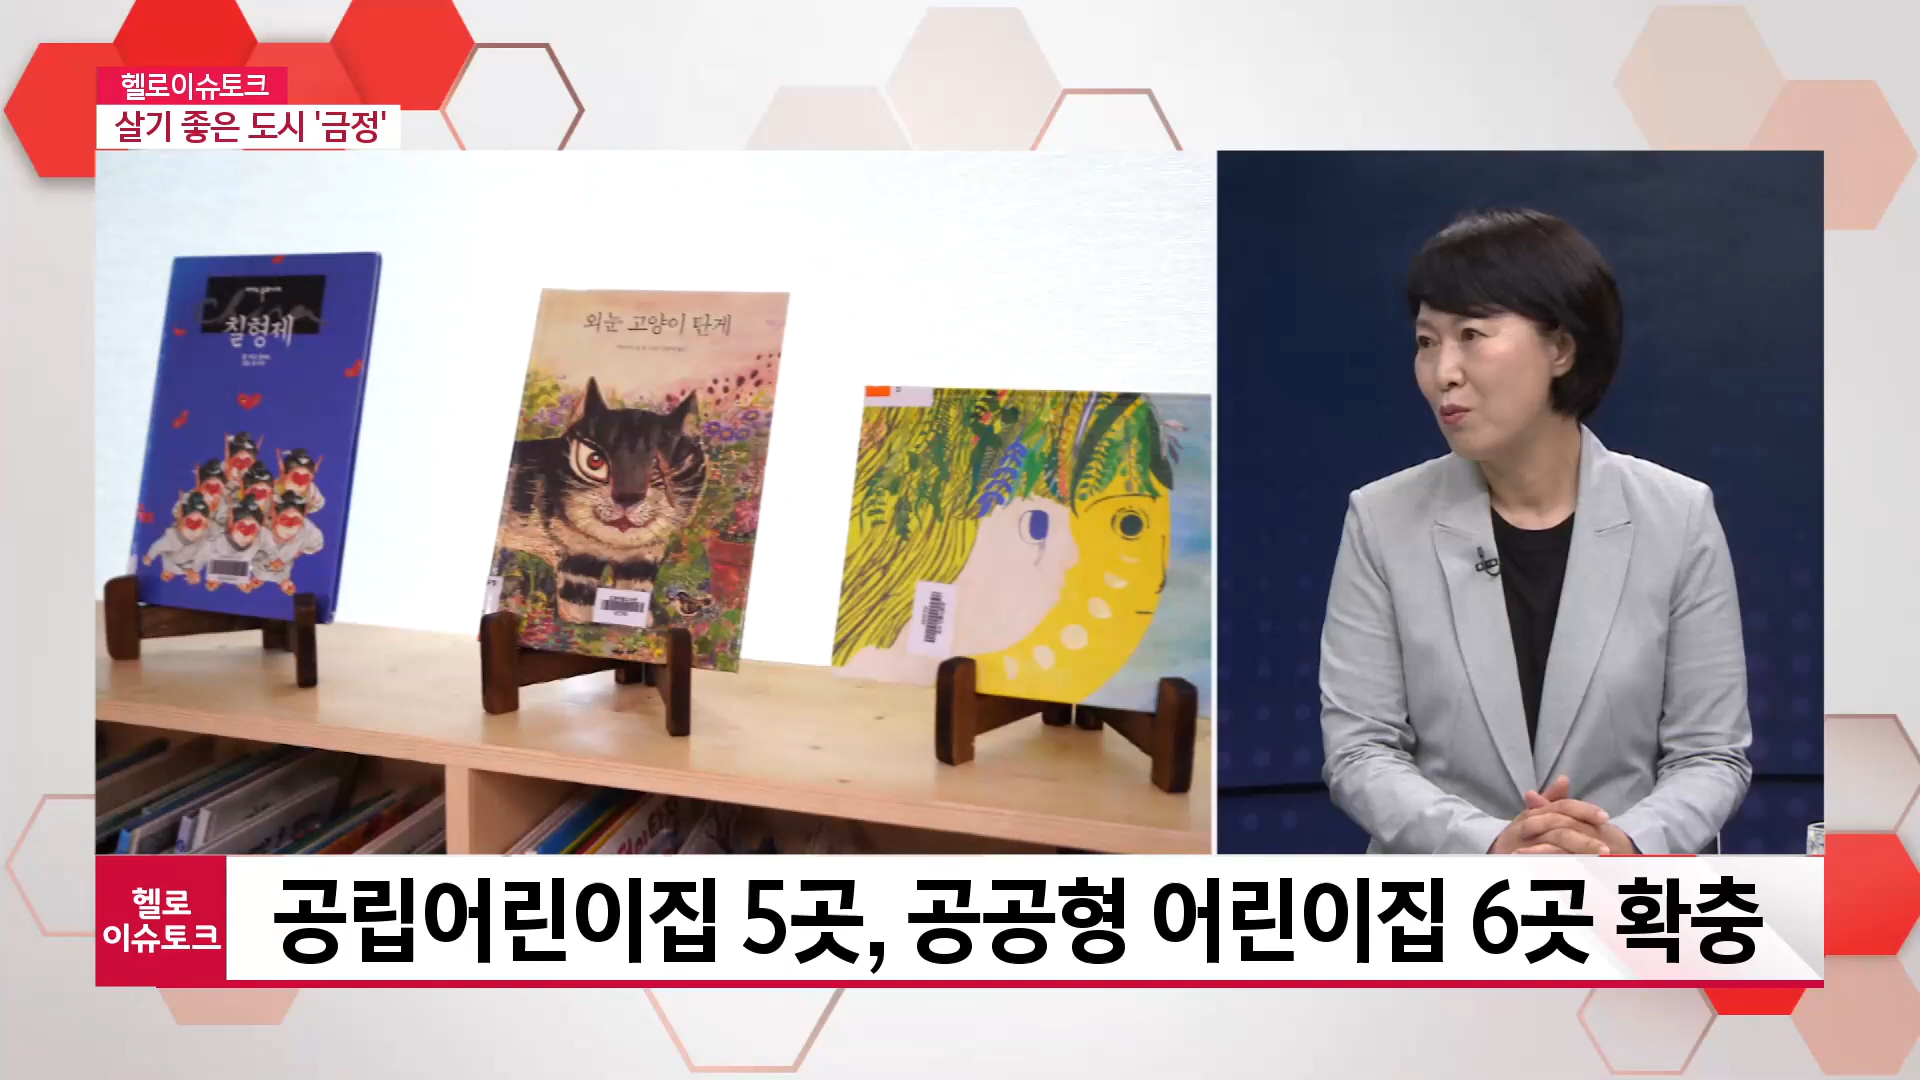 헬로이슈토크
살기 좋은 도시 '금정'
칠형제
외눈 고양이 탄게
헬로
이슈토크
공립어린이집 5곳, 공공형 어린이집 6곳 확충